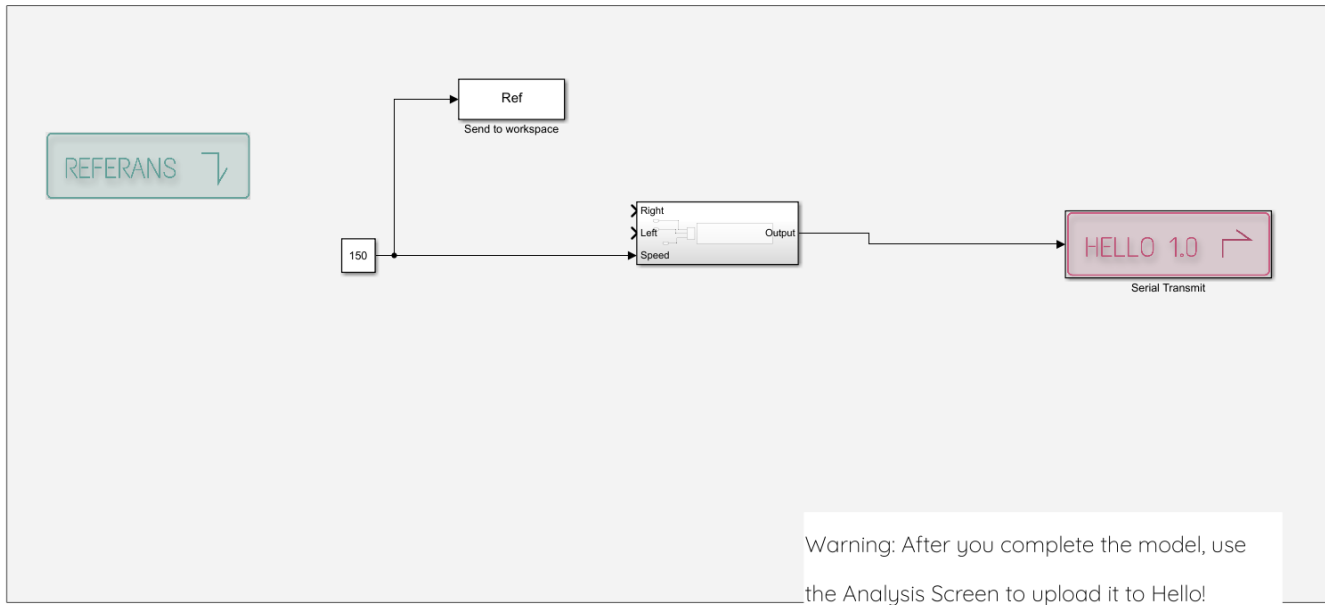 Ref
Send to workspace
REFERANS
Right
Left
Output
Speed
150
HELLO 1.0
Serial Transmit
Warning: After you complete the model, use
the Analysis Screen to upload it to Hello!